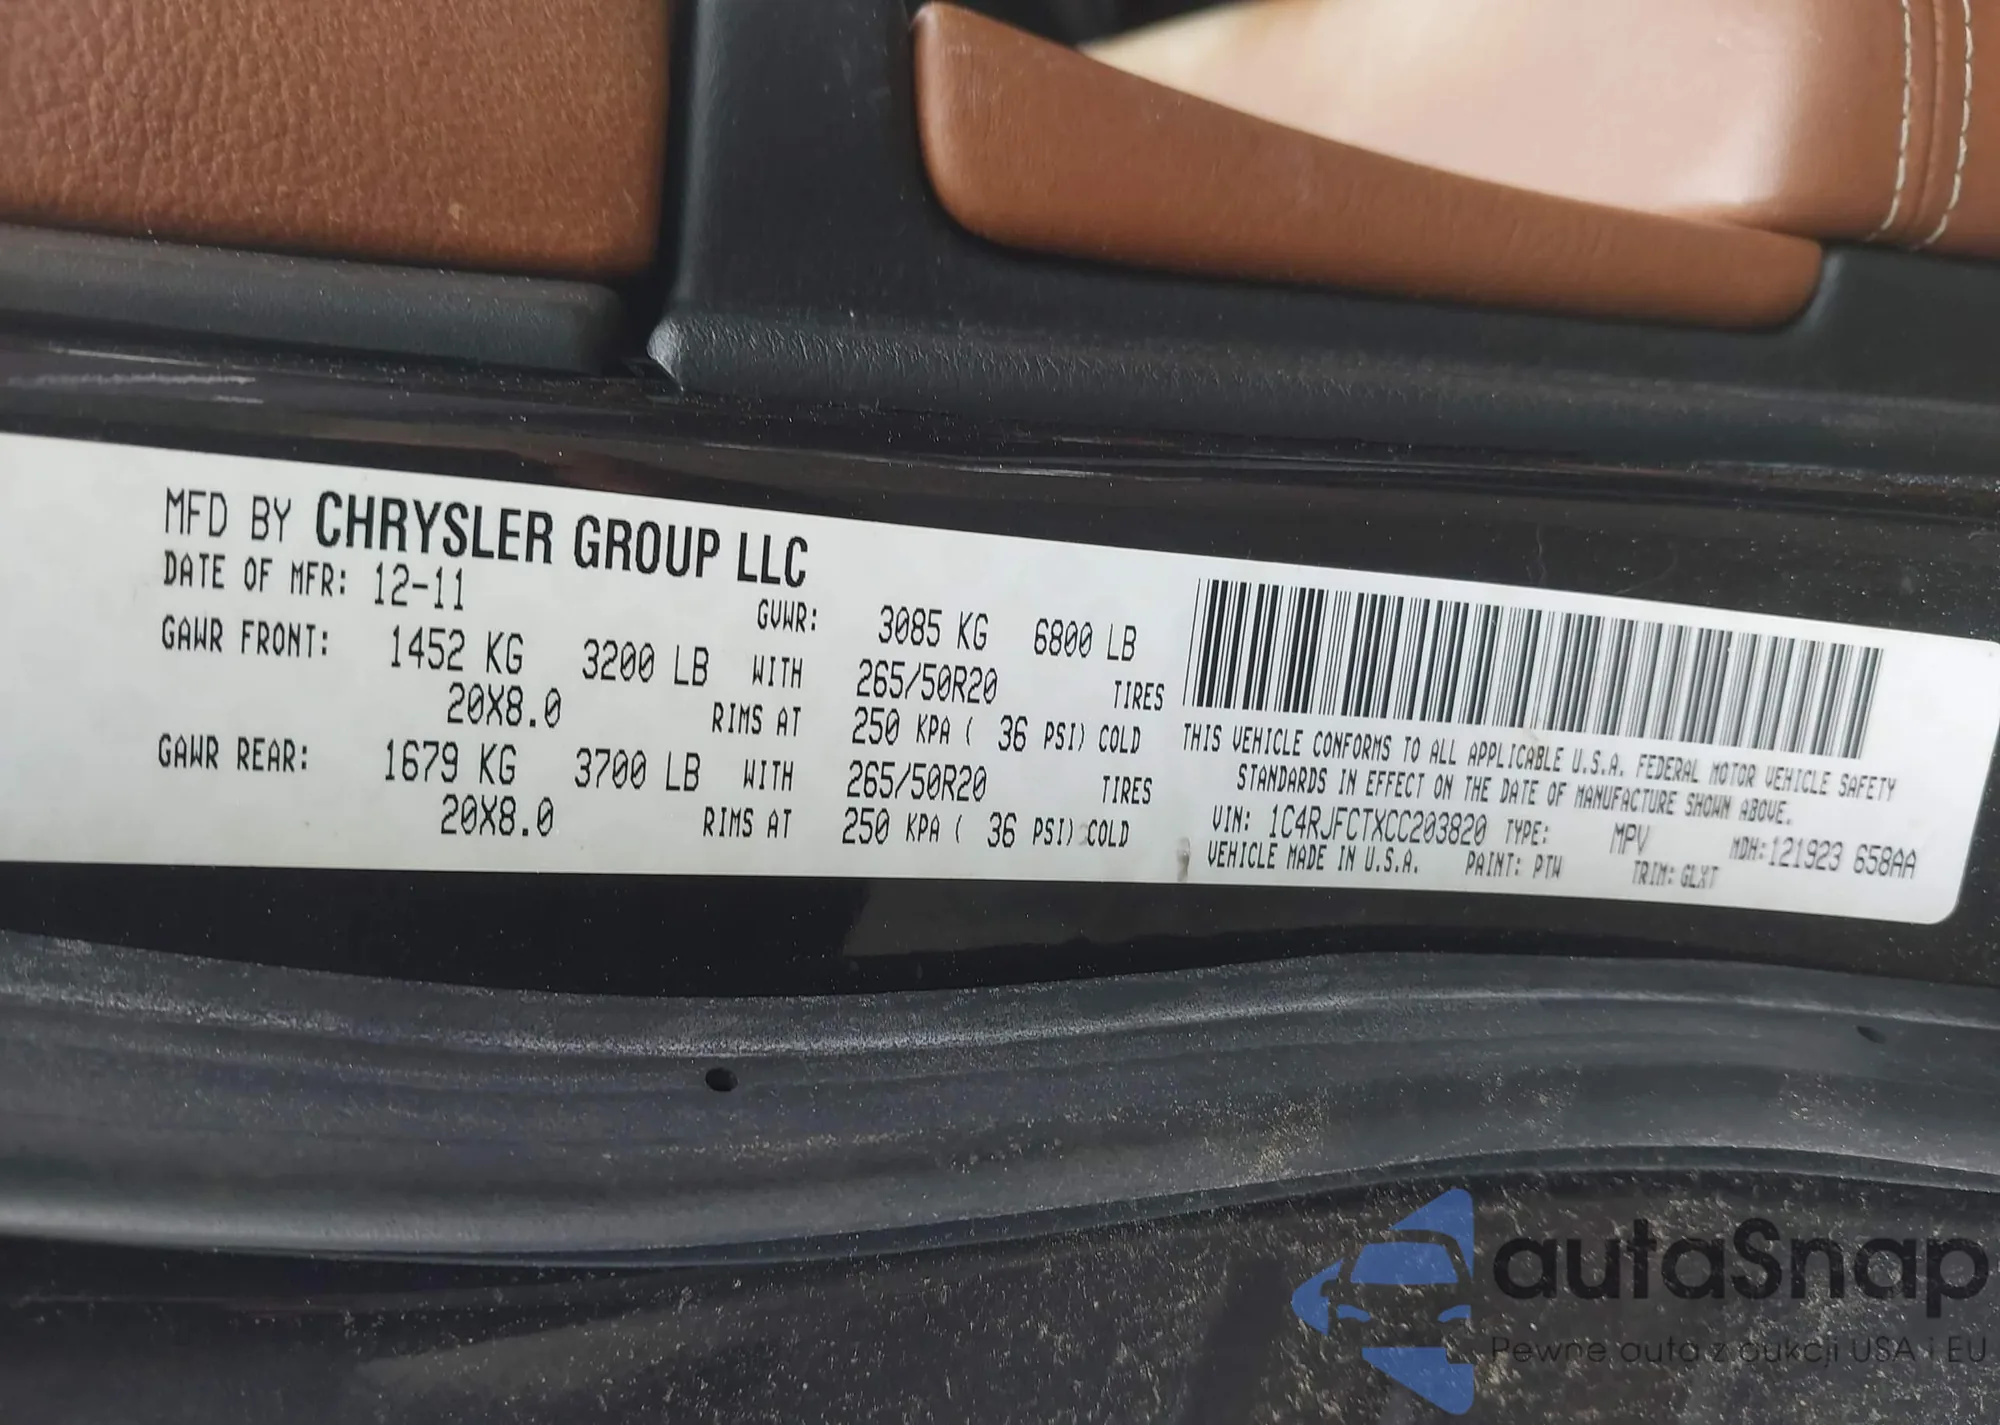 MFD BY CHRYSLER GROUP LLC
DATE OF MFR: 12-11
GVWR: 3085 KG 6800 LB
GAWR FRONT: 1452 KG 3200 LB WITH 265/50R20 TIRES
20X8.0 RIMS AT 250 KPA ( 36 PSI) COLD
GAWR REAR: 1679 KG 3700 LB WITH 265/50R20 TIRES
20X8.0 RIMS AT 250 KPA ( 36 PSI) COLD
THIS VEHICLE CONFORMS TO ALL APPLICABLE U.S.A. FEDERAL MOTOR VEHICLE SAFETY
STANDARDS IN EFFECT ON THE DATE OF MANUFACTURE SHOWN ABOVE.
VIN: 1C4RJFCTXCC203820 TYPE: MPV MDH:121923 658AA
VEHICLE MADE IN U.S.A. PAINT: PTW TRIM: GLXT
autaSnap
Pewne auta z aukcji USA i EU